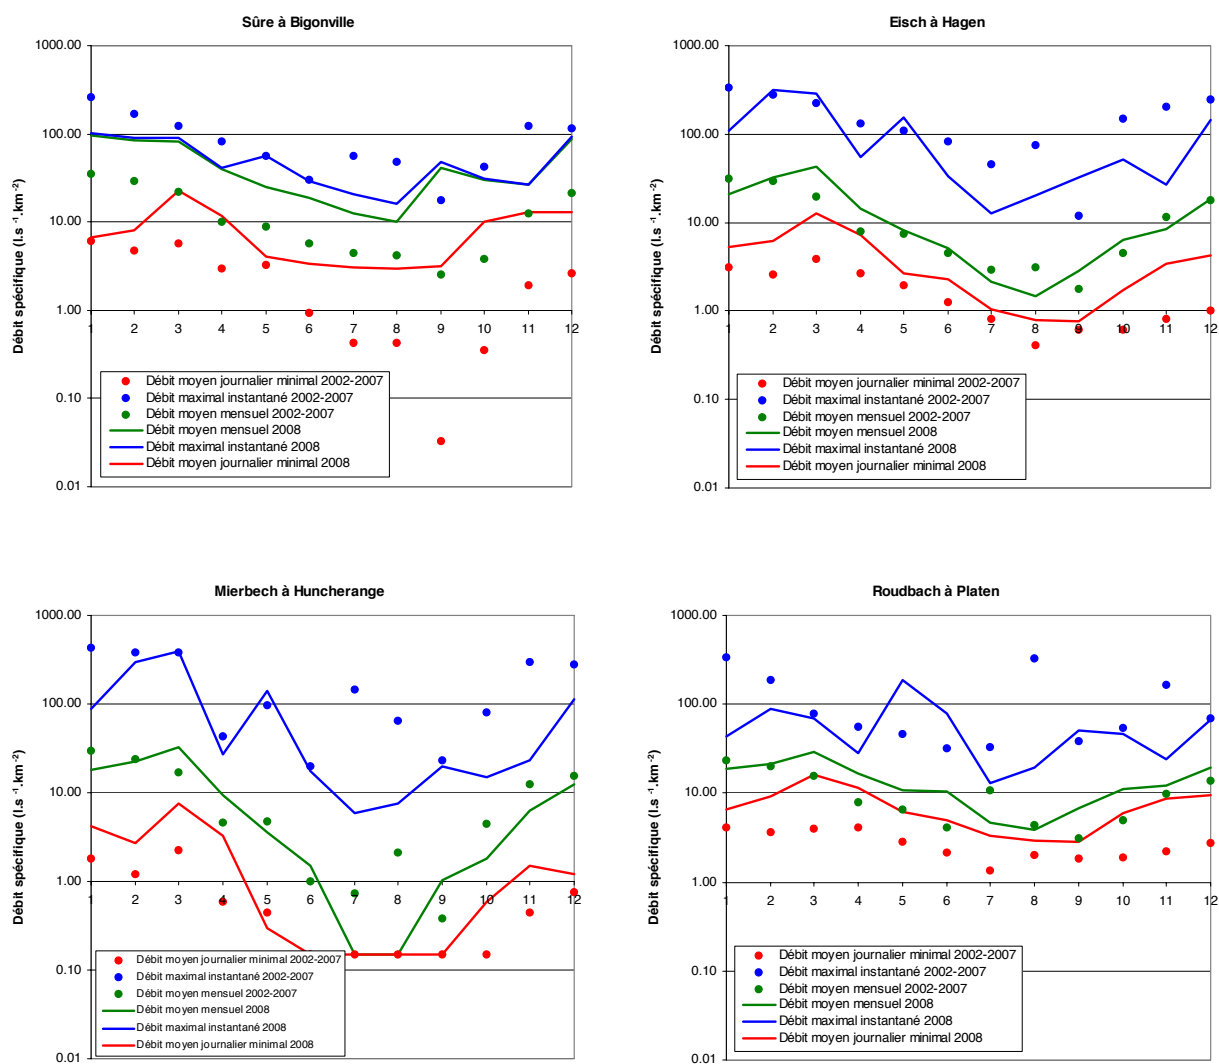 Sûre à Bigonville
1000.00
100.00
10.00
1.00
0.10
0.01
Débit spécifique (l.s⁻¹.km⁻²)
1 2 3 4 5 6 7 8 9 10 11 12
Débit moyen journalier minimal 2002-2007
Débit maximal instantané 2002-2007
Débit moyen mensuel 2002-2007
Débit moyen mensuel 2008
Débit maximal instantané 2008
Débit moyen journalier minimal 2008
Eisch à Hagen
1000.00
100.00
10.00
1.00
0.10
0.01
Débit spécifique (l.s⁻¹.km⁻²)
1 2 3 4 5 6 7 8 9 10 11 12
Débit moyen journalier minimal 2002-2007
Débit maximal instantané 2002-2007
Débit moyen mensuel 2002-2007
Débit moyen mensuel 2008
Débit maximal instantané 2008
Débit moyen journalier minimal 2008
Mierbech à Huncherange
1000.00
100.00
10.00
1.00
0.10
0.01
Débit spécifique (l.s⁻¹.km⁻²)
1 2 3 4 5 6 7 8 9 10 11 12
Débit moyen journalier minimal 2002-2007
Débit maximal instantané 2002-2007
Débit moyen mensuel 2002-2007
Débit moyen mensuel 2008
Débit maximal instantané 2008
Débit moyen journalier minimal 2008
Roudbach à Platen
1000.00
100.00
10.00
1.00
0.10
0.01
Débit spécifique (l.s⁻¹.km⁻²)
1 2 3 4 5 6 7 8 9 10 11 12
Débit moyen journalier minimal 2002-2007
Débit maximal instantané 2002-2007
Débit moyen mensuel 2002-2007
Débit moyen mensuel 2008
Débit maximal instantané 2008
Débit moyen journalier minimal 2008